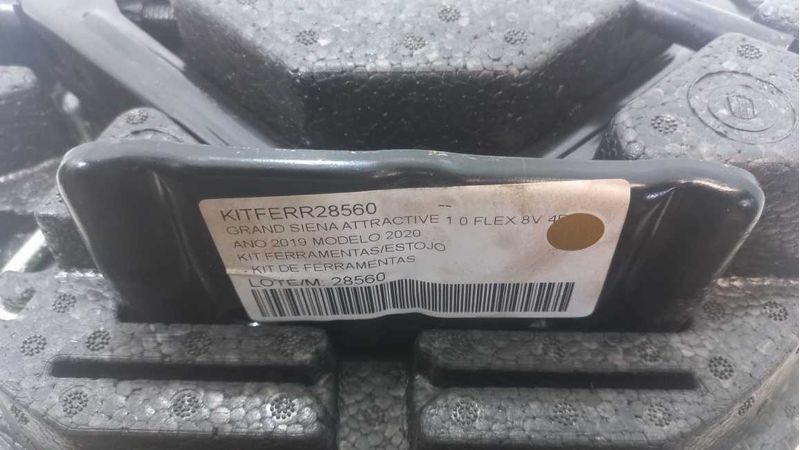 KITFERR28560 --
GRAND SIENA ATTRACTIVE 1 0 FLEX 8V
ANO 2019 MODELO 2020
KIT FERRAMENTAS/ESTOJO
- KIT DE FERRAMENTAS
LOTE/M: 28560